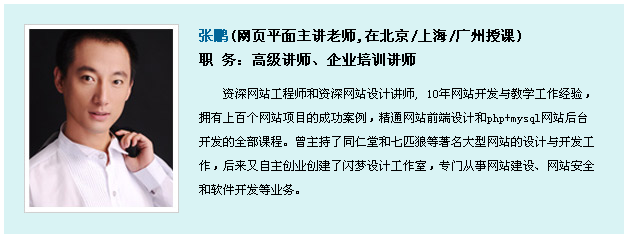 张鹏(网页平面主讲老师,在北京/上海/广州授课)
职 务：高级讲师、企业培训讲师
资深网站工程师和资深网站设计讲师, 10年网站开发与教学工作经验，
拥有上百个网站项目的成功案例，精通网站前端设计和php+mysql网站后台
开发的全部课程。曾主持了同仁堂和七匹狼等著名大型网站的设计与开发工
作，后来又自主创业创建了闪梦设计工作室，专门从事网站建设、网站安全
和软件开发等业务。